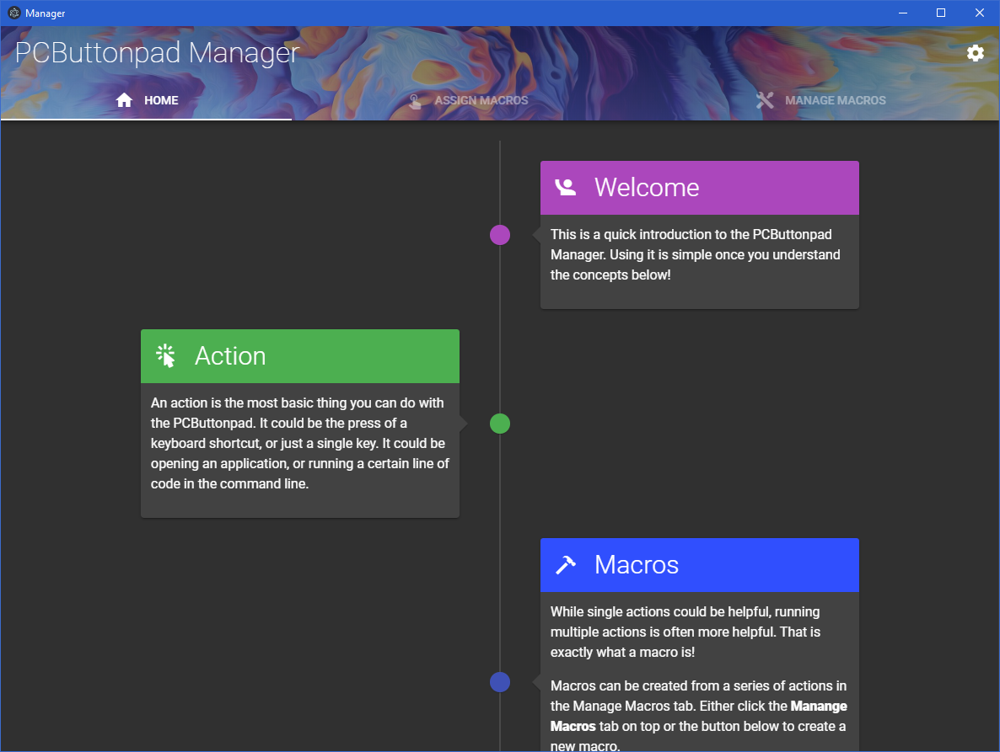 Manager
PCButtonpad Manager
HOME
ASSIGN MACROS
MANAGE MACROS
Welcome
This is a quick introduction to the PCButtonpad
Manager. Using it is simple once you understand
the concepts below!
Action
An action is the most basic thing you can do with
the PCButtonpad. It could be the press of a
keyboard shortcut, or just a single key. It could be
opening an application, or running a certain line of
code in the command line.
Macros
While single actions could be helpful, running
multiple actions is often more helpful. That is
exactly what a macro is!
Macros can be created from a series of actions in
the Manage Macros tab. Either click the Manange
Macros tab on top or the button below to create a
new macro.